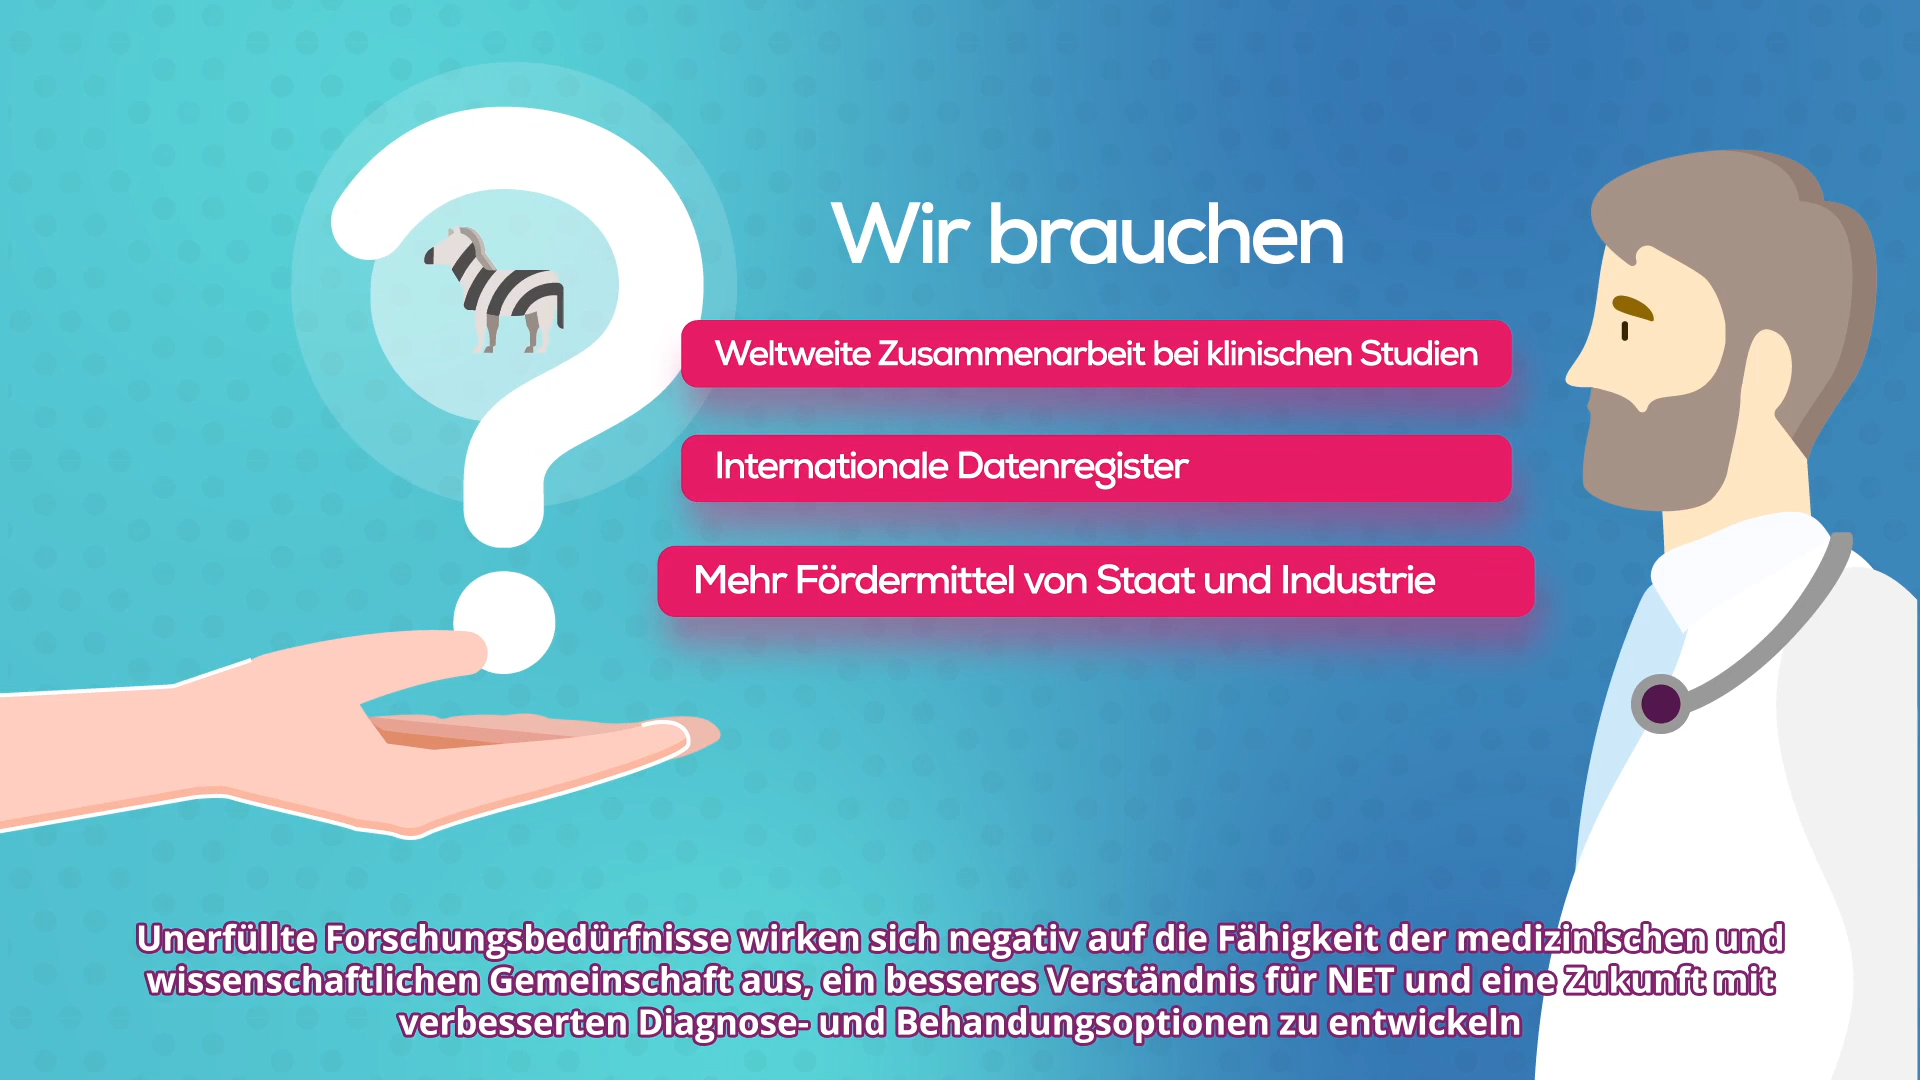 Wir brauchen
Weltweite Zusammenarbeit bei klinischen Studien
Internationale Datenregister
Mehr Fördermittel von Staat und Industrie
Unerfüllte Forschungsbedürfnisse wirken sich negativ auf die Fähigkeit der medizinischen und
wissenschaftlichen Gemeinschaft aus, ein besseres Verständnis für NET und eine Zukunft mit
verbesserten Diagnose- und Behandlungsoptionen zu entwickeln